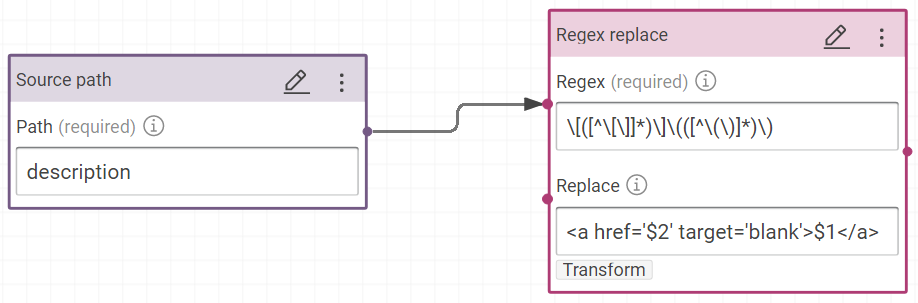 Source path
Path (required)
description
Regex replace
Regex (required)
\[([^\[\]]*)\]\(([^\(\)]*)\)
Replace
<a href='$2' target='blank'>$1</a>
Transform